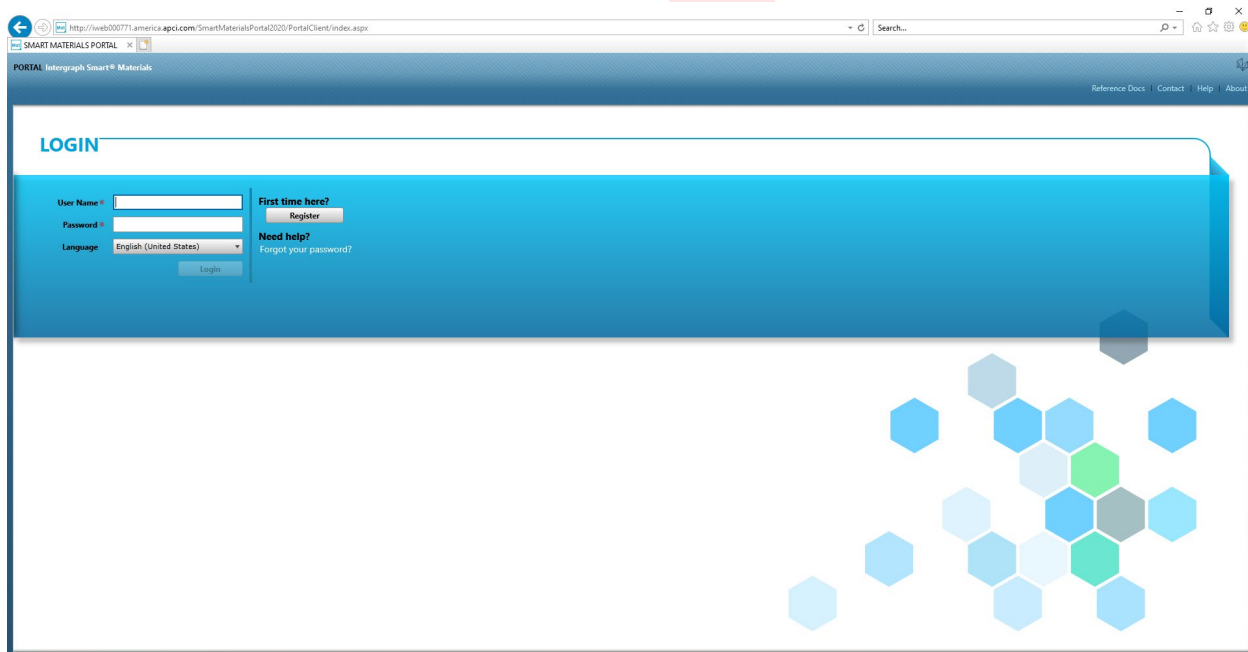 http://iweb000771.america.apci.com/SmartMaterialsPortal2020/PortalClient/index.aspx
Search...
SMART MATERIALS PORTAL
PORTAL Intergraph Smart® Materials
Reference Docs | Contact | Help | About
LOGIN
User Name
First time here?
Register
Password
Need help?
Language English (United States)
Forgot your password?
Login